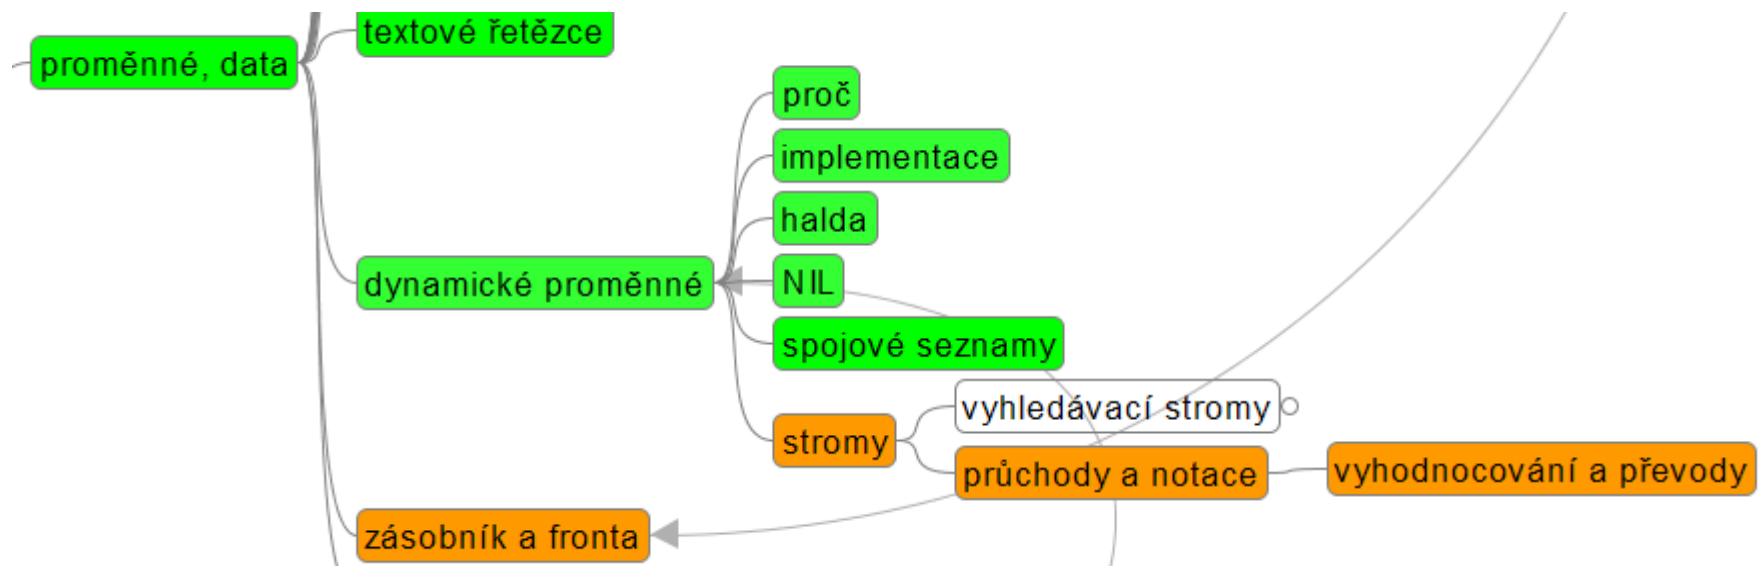 textové řetězce
proměnné, data
proč
implementace
halda
dynamické proměnné
NIL
spojové seznamy
vyhledávací stromy
stromy
průchody a notace
vyhodnocování a převody
zásobník a fronta